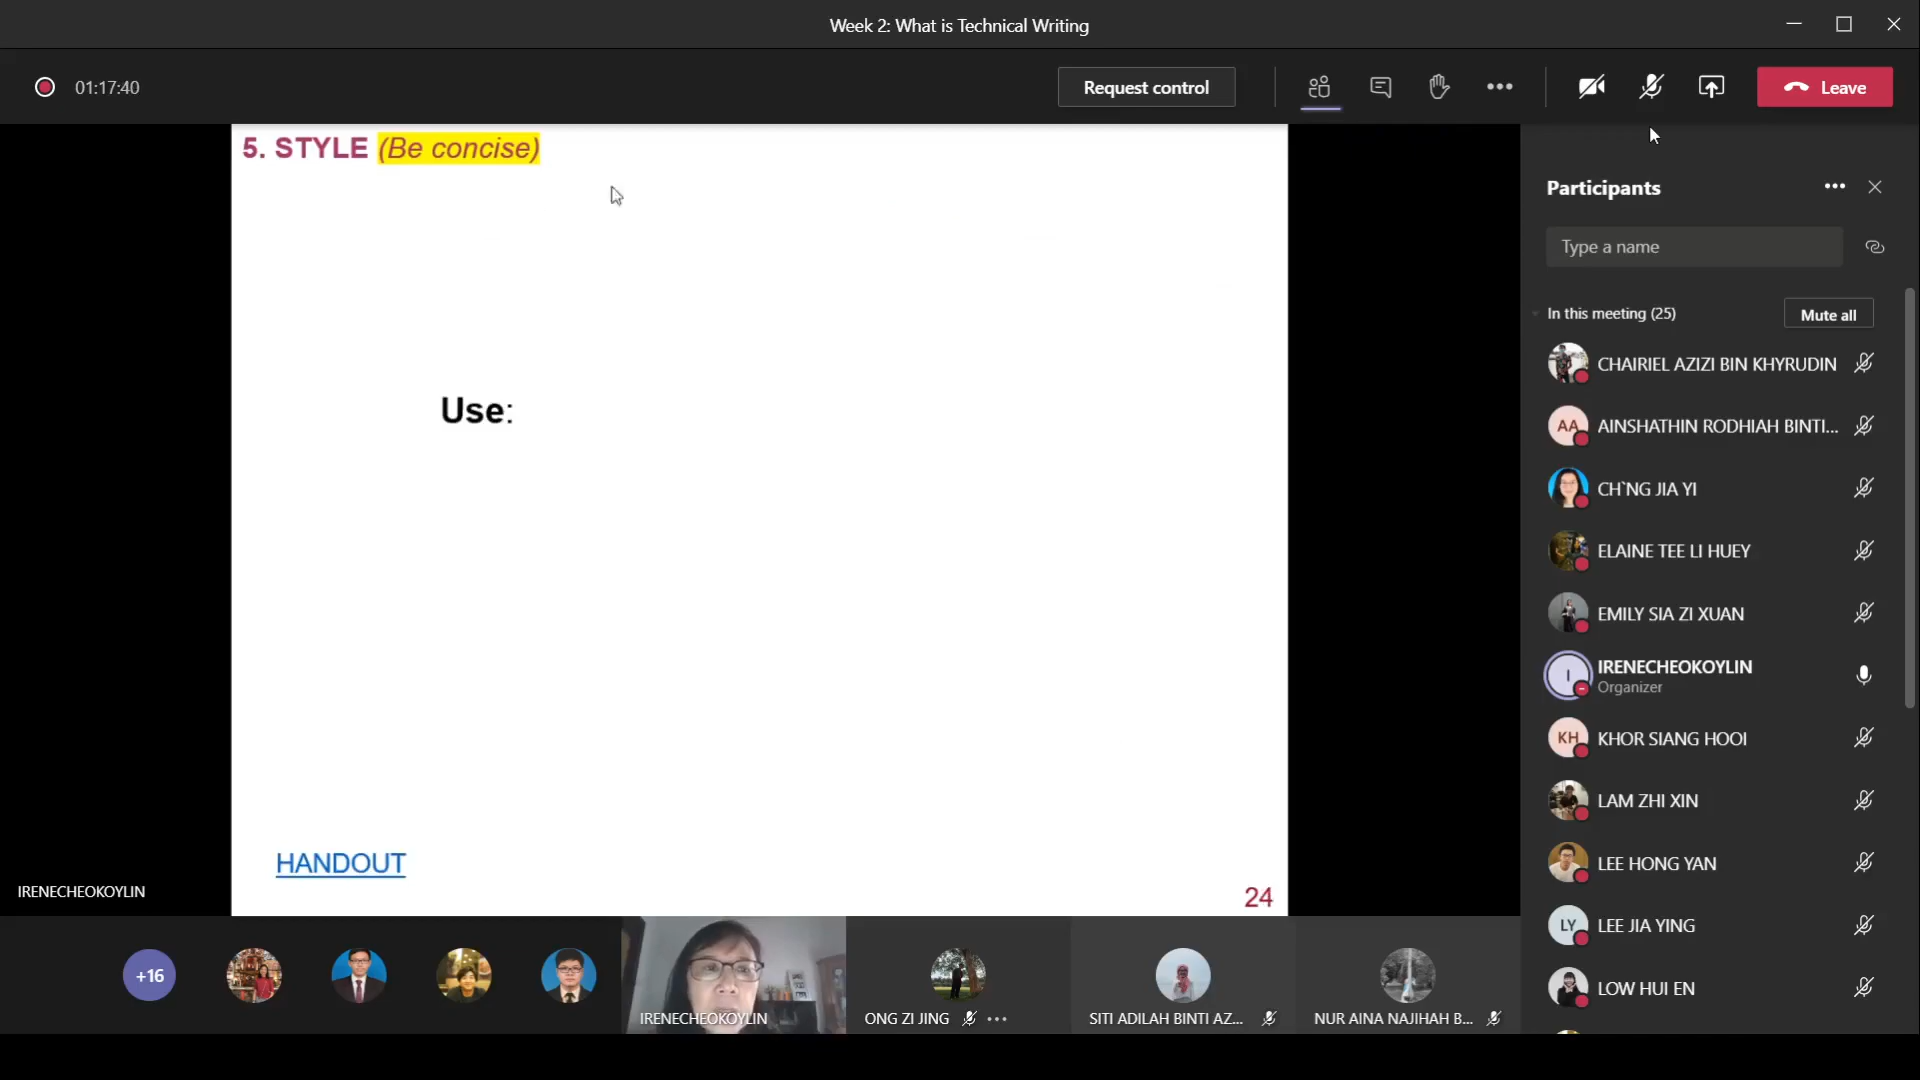 Week 2: What is Technical Writing
01:17:40
Request control
Leave
5. STYLE (Be concise)
Use:
HANDOUT
24
IRENECHEOKOYLIN
Participants
Type a name
In this meeting (25)
Mute all
CHAIRIEL AZIZI BIN KHYRUDIN
AA
AINSHATHIN RODHIAH BINTI...
CH`NG JIA YI
ELAINE TEE LI HUEY
EMILY SIA ZI XUAN
I
IRENECHEOKOYLIN
Organizer
KH
KHOR SIANG HOOI
LAM ZHI XIN
LEE HONG YAN
LY
LEE JIA YING
LOW HUI EN
+16
IRENECHEOKOYLIN
ONG ZI JING
SITI ADILAH BINTI AZ...
NUR AINA NAJIHAH B...